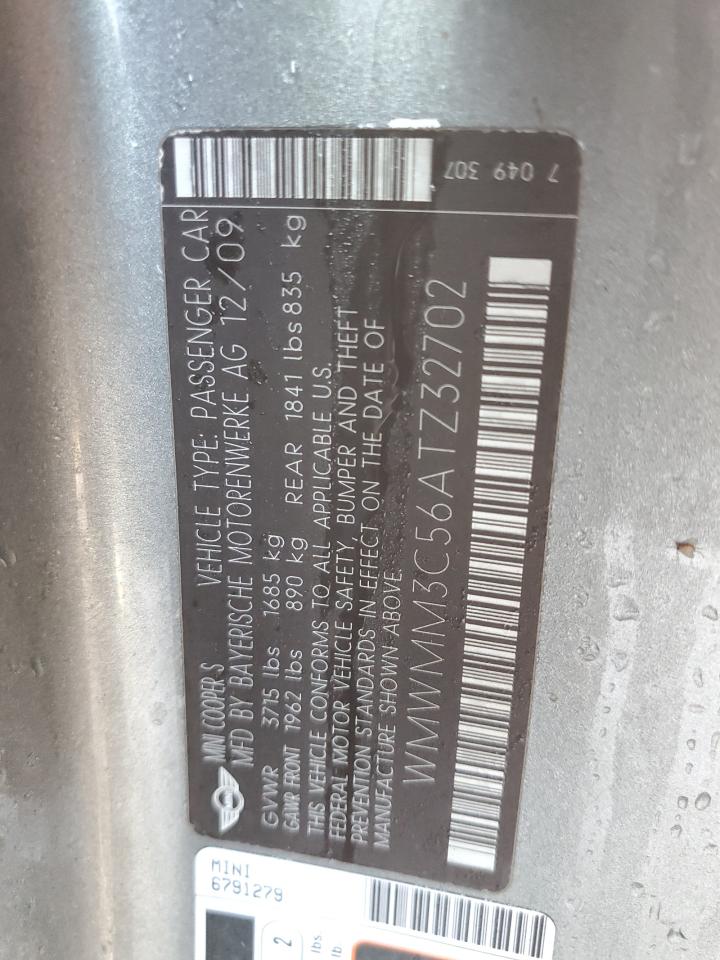 MINI COOPER S VEHICLE TYPE: PASSENGER CAR
MFD BY BAYERISCHE MOTORENWERKE AG 12/09
GVWR 3715 lbs 1685 kg
GAWR FRONT 1962 lbs 890 kg REAR 1841 lbs 835 kg
THIS VEHICLE CONFORMS TO ALL APPLICABLE U.S.
FEDERAL MOTOR VEHICLE SAFETY, BUMPER AND THEFT
PREVENTION STANDARDS IN EFFECT ON THE DATE OF
MANUFACTURE SHOWN ABOVE.
WMWMM3C56ATZ32702
7 049 307
MINI
6791279
2
lbs.
lb.